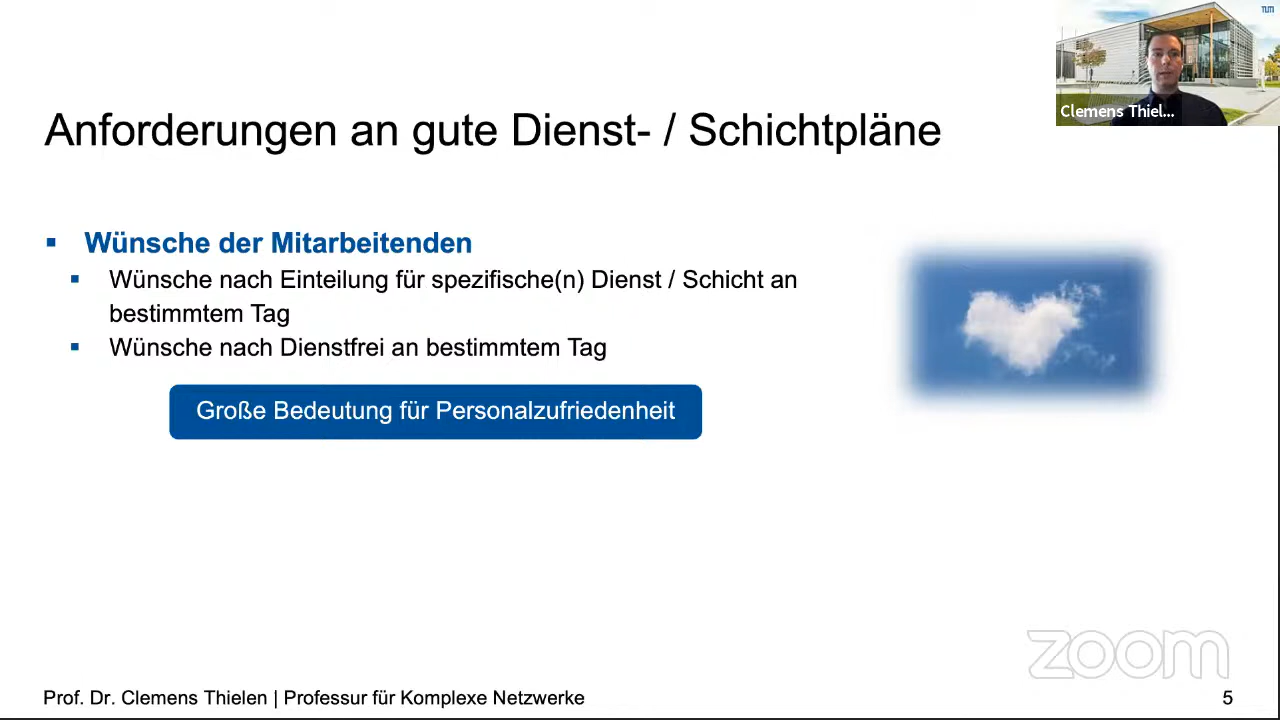 TUM
Clemens Thiel...
Anforderungen an gute Dienst- / Schichtpläne
Wünsche der Mitarbeitenden
Wünsche nach Einteilung für spezifische(n) Dienst / Schicht an
bestimmtem Tag
Wünsche nach Dienstfrei an bestimmtem Tag
Große Bedeutung für Personalzufriedenheit
zoom
Prof. Dr. Clemens Thielen | Professur für Komplexe Netzwerke
5